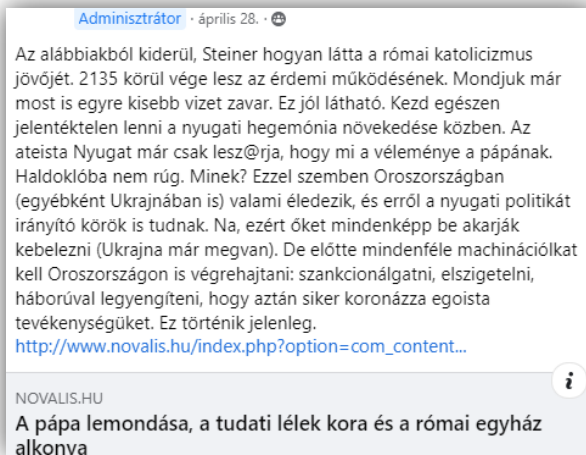 Adminisztrátor · április 28. ·
Az alábbiakból kiderül, Steiner hogyan látta a római katolicizmus
jövőjét. 2135 körül vége lesz az érdemi működésének. Mondjuk már
most is egyre kisebb vizet zavar. Ez jól látható. Kezd egészen
jelentéktelen lenni a nyugati hegemónia növekedése közben. Az
ateista Nyugat már csak lesz@rja, hogy mi a véleménye a pápának.
Haldoklóba nem rúg. Minek? Ezzel szemben Oroszországban
(egyébként Ukrajnában is) valami éledezik, és erről a nyugati politikát
irányító körök is tudnak. Na, ezért őket mindenképp be akarják
kebelezni (Ukrajna már megvan). De előtte mindenféle machinációlkat
kell Oroszországon is végrehajtani: szankcionálgatni, elszigetelni,
háborúval legyengíteni, hogy aztán siker koronázza egoista
tevékenységüket. Ez történik jelenleg.
http://www.novalis.hu/index.php?option=com_content...
i
NOVALIS.HU
A pápa lemondása, a tudati lélek kora és a római egyház
alkonya